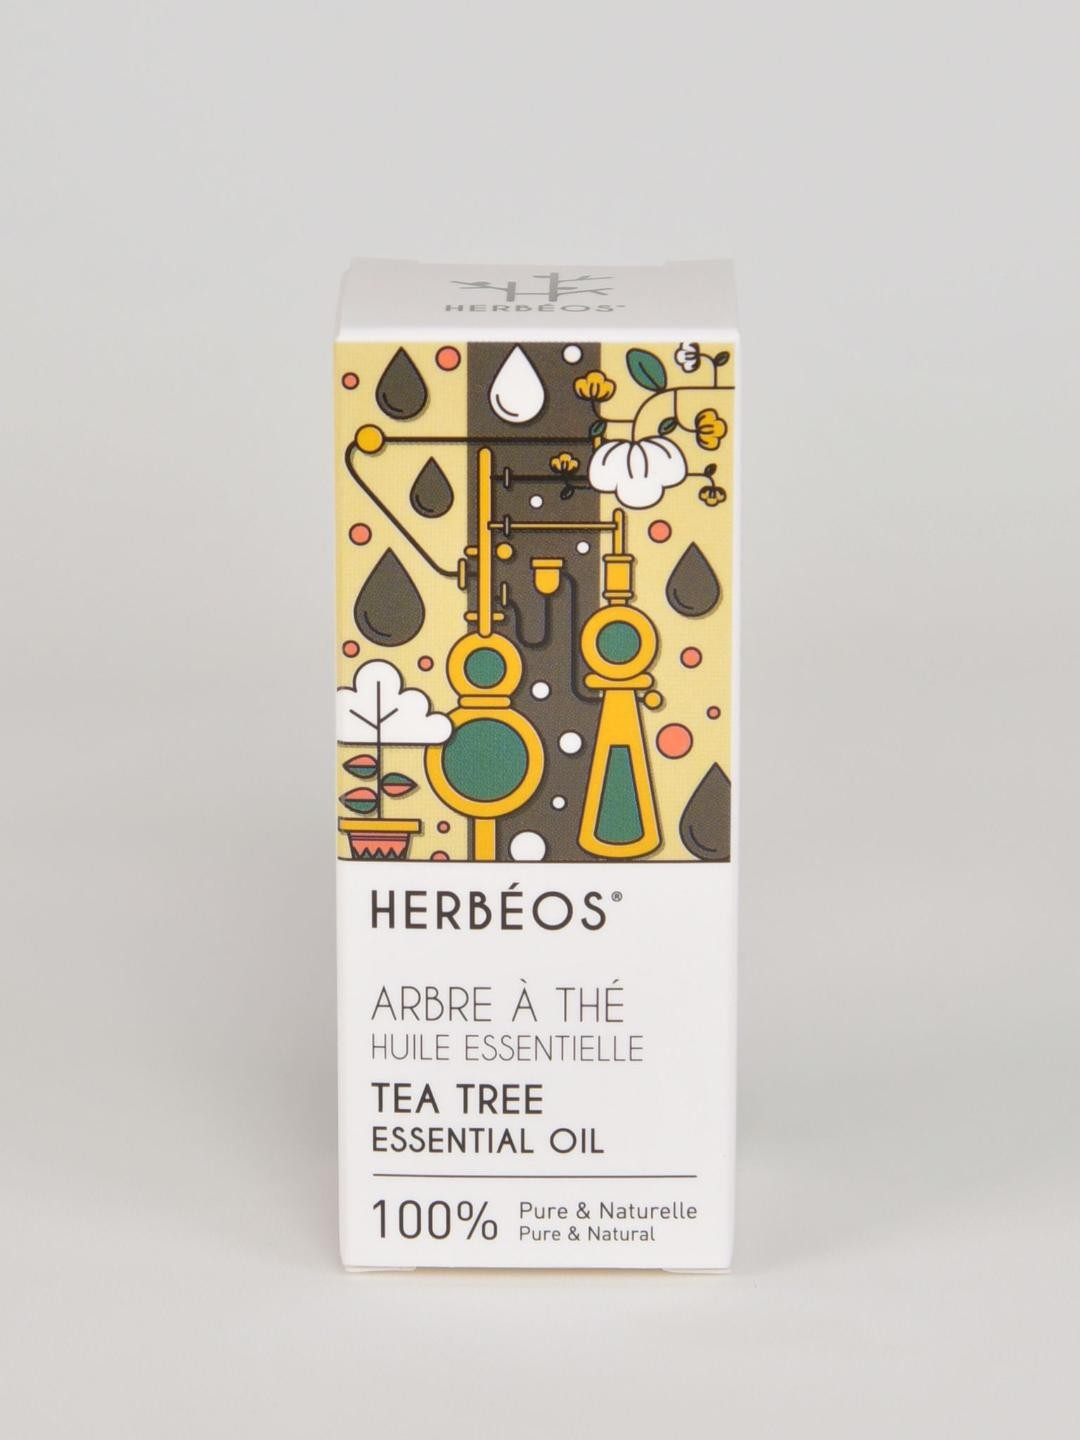 HERBÉOS®
HERBÉOS®
ARBRE À THÉ
HUILE ESSENTIELLE
TEA TREE
ESSENTIAL OIL
100% Pure & Naturelle
Pure & Natural